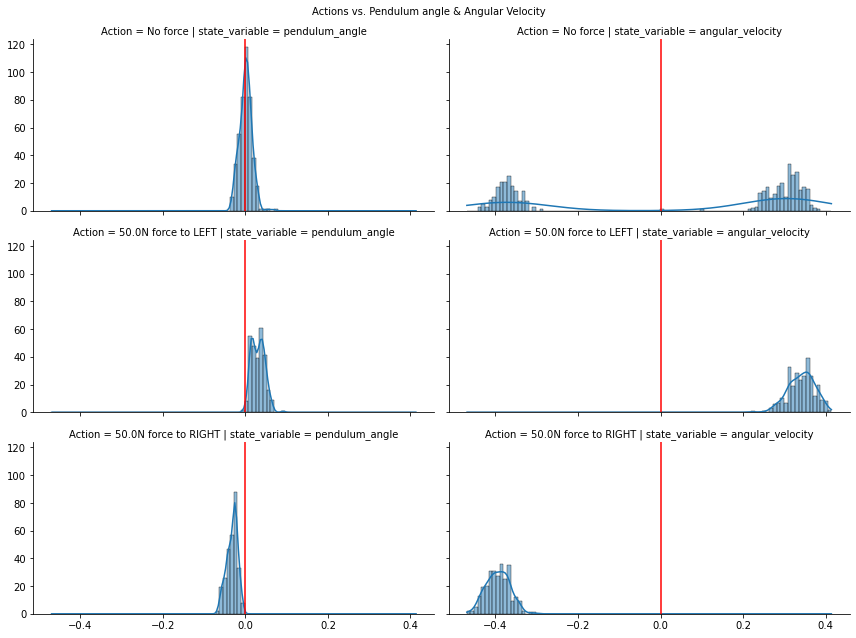 Actions vs. Pendulum angle & Angular Velocity
Action = No force | state_variable = pendulum_angle
Action = No force | state_variable = angular_velocity
120
100
80
60
40
20
0
Action = 50.0N force to LEFT | state_variable = pendulum_angle
Action = 50.0N force to LEFT | state_variable = angular_velocity
120
100
80
60
40
20
0
Action = 50.0N force to RIGHT | state_variable = pendulum_angle
Action = 50.0N force to RIGHT | state_variable = angular_velocity
120
100
80
60
40
20
0
−0.4 −0.2 0.0 0.2 0.4
−0.4 −0.2 0.0 0.2 0.4